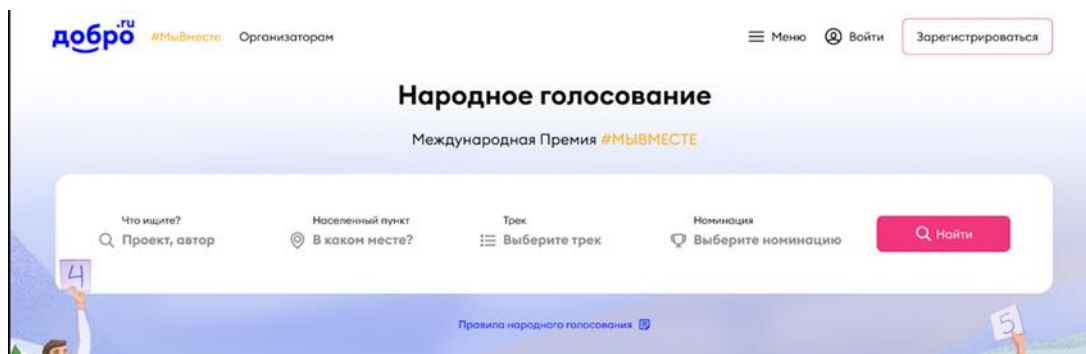 добро.ru #МыВместе Организаторам Меню Войти Зарегистрироваться
Народное голосование
Международная Премия #МЫВМЕСТЕ
Что ищите? Населенный пункт Трек Номинация
Проект, автор В каком месте? Выберите трек Выберите номинацию Найти
4
Правила народного голосования
5